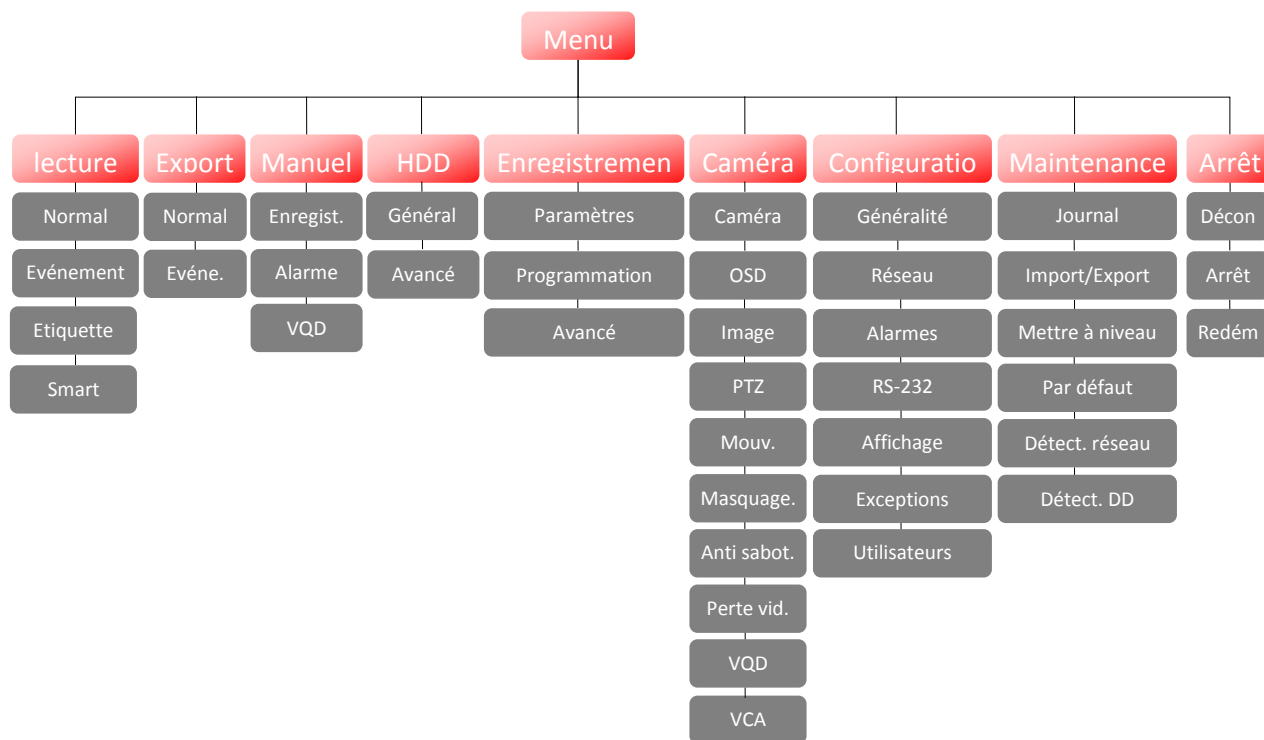 Menu
lecture
Normal
Evénement
Etiquette
Smart
Export
Normal
Evéne.
Manuel
Enregist.
Alarme
VQD
HDD
Général
Avancé
Enregistremen
Paramètres
Programmation
Avancé
Caméra
Caméra
OSD
Image
PTZ
Mouv.
Masquage.
Anti sabot.
Perte vid.
VQD
VCA
Configuratio
Généralité
Réseau
Alarmes
RS-232
Affichage
Exceptions
Utilisateurs
Maintenance
Journal
Import/Export
Mettre à niveau
Par défaut
Détect. réseau
Détect. DD
Arrêt
Décon
Arrêt
Redém